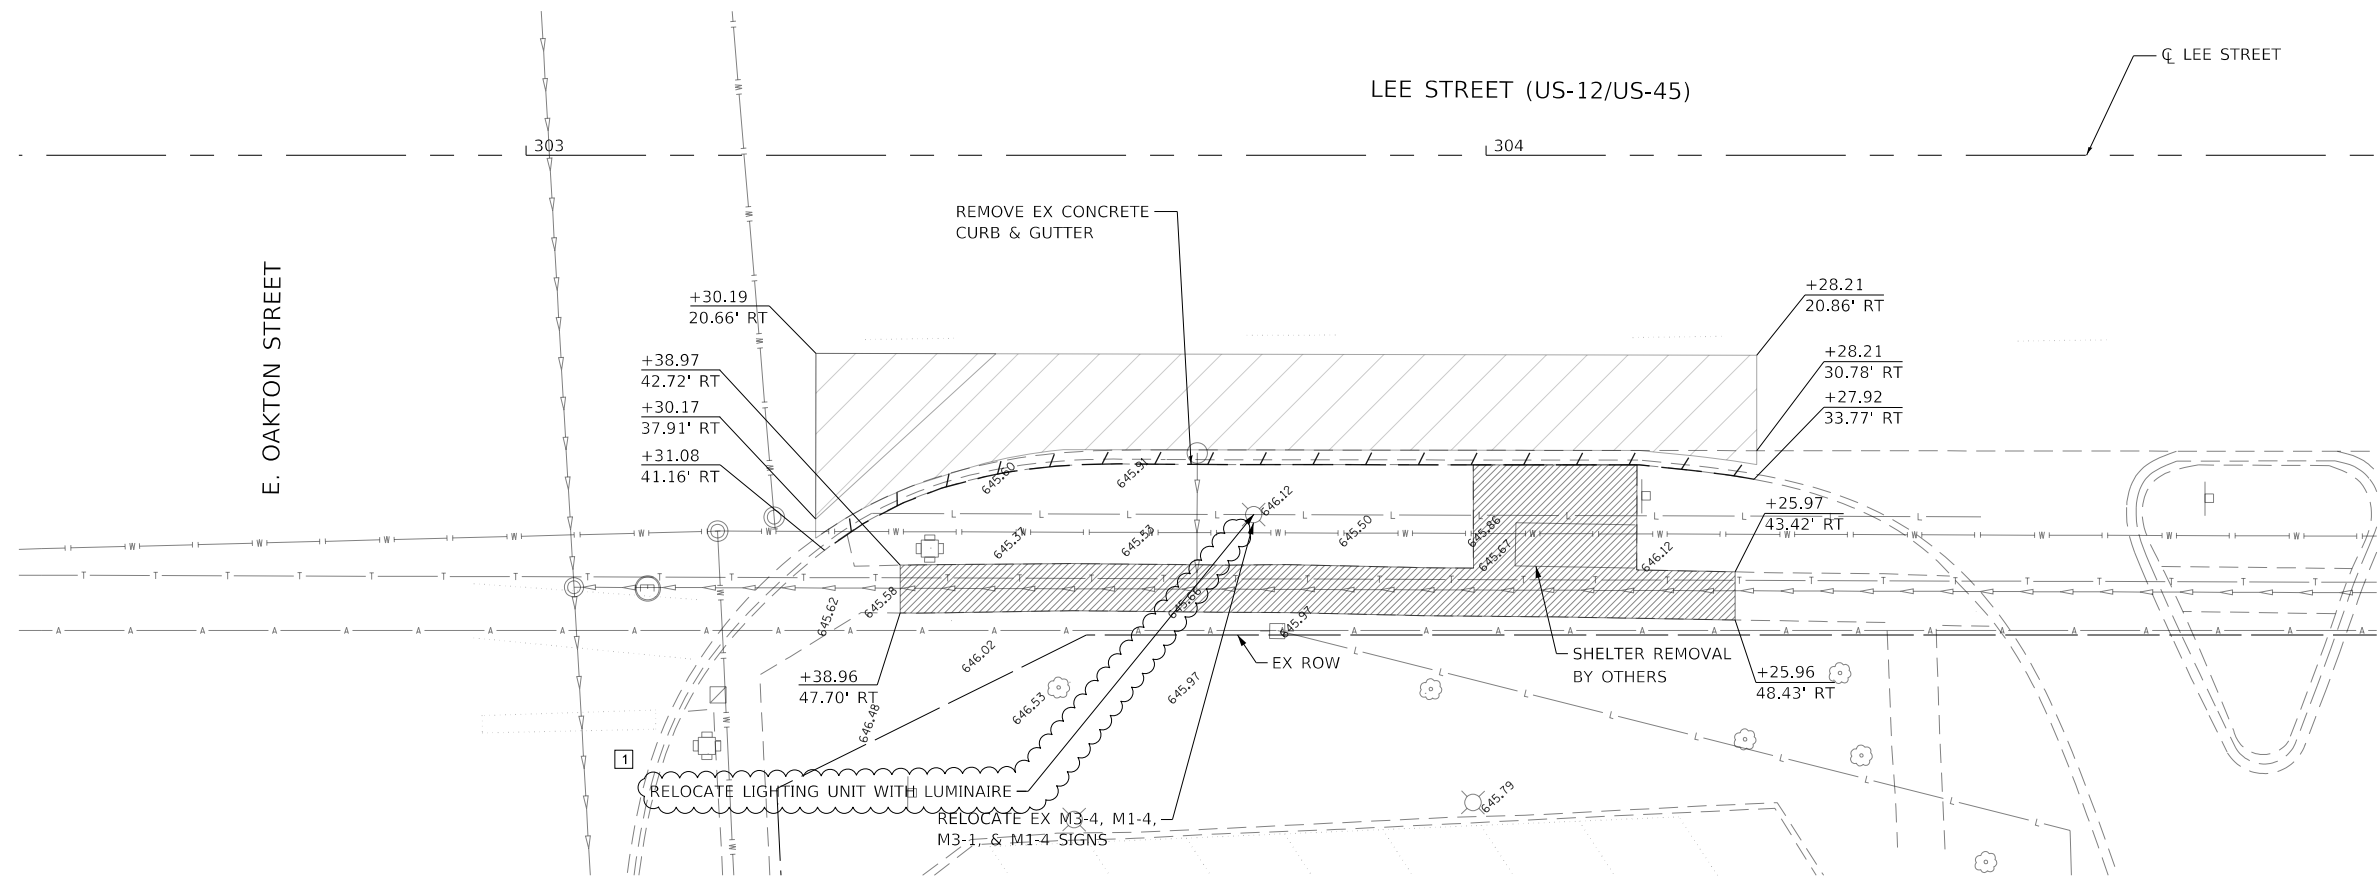 LEE STREET
LEE STREET (US-12/US-45)
303
304
REMOVE EX CONCRETE
CURB & GUTTER
E. OAKTON STREET
+30.19
20.66' RT
+38.97
42.72' RT
+30.17
37.91' RT
+31.08
41.16' RT
+28.21
20.86' RT
+28.21
30.78' RT
+27.92
33.77' RT
+25.97
43.42' RT
645.60
645.91
646.12
645.37
645.53
645.50
645.86
645.67
646.12
645.62
645.58
645.66
645.97
646.02
646.53
645.97
646.48
645.79
+38.96
47.70' RT
EX ROW
SHELTER REMOVAL
BY OTHERS
+25.96
48.43' RT
1
RELOCATE LIGHTING UNIT WITH LUMINAIRE
RELOCATE EX M3-4, M1-4,
M3-1, & M1-4 SIGNS